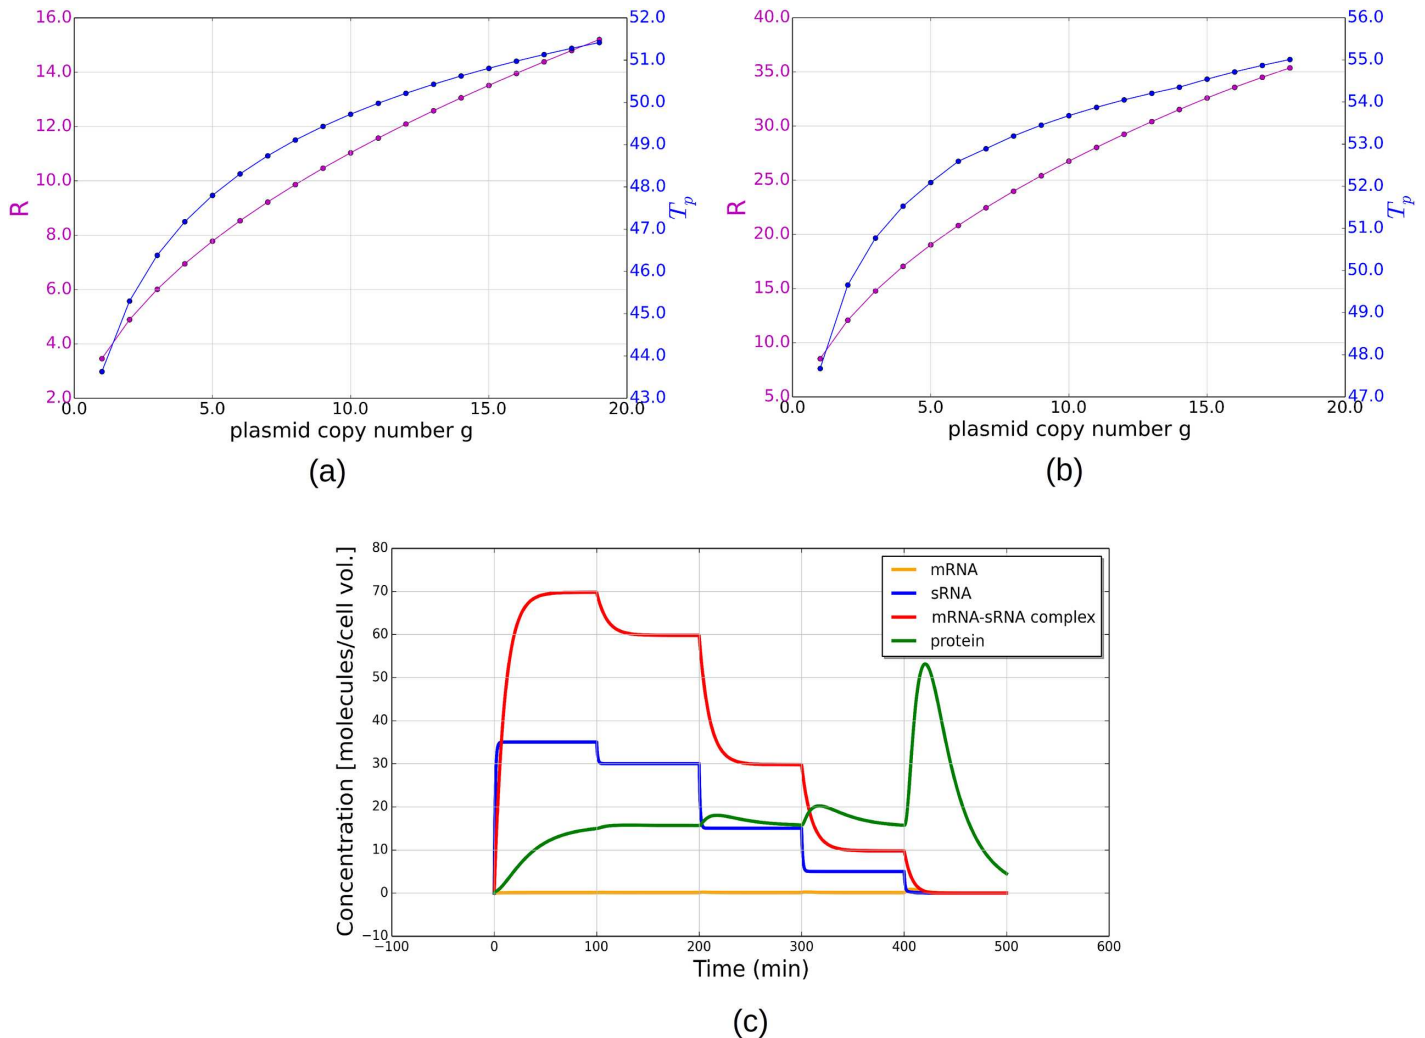 16.0
14.0
12.0
10.0
8.0
6.0
4.0
2.0
R
52.0
51.0
50.0
49.0
48.0
47.0
46.0
45.0
44.0
43.0
T_p
0.0 5.0 10.0 15.0 20.0
plasmid copy number g
(a)
40.0
35.0
30.0
25.0
20.0
15.0
10.0
5.0
R
56.0
55.0
54.0
53.0
52.0
51.0
50.0
49.0
48.0
47.0
T_p
0.0 5.0 10.0 15.0 20.0
plasmid copy number g
(b)
Concentration [molecules/cell vol.]
80
70
60
50
40
30
20
10
0
−10
mRNA
sRNA
mRNA-sRNA complex
protein
−100 0 100 200 300 400 500 600
Time (min)
(c)